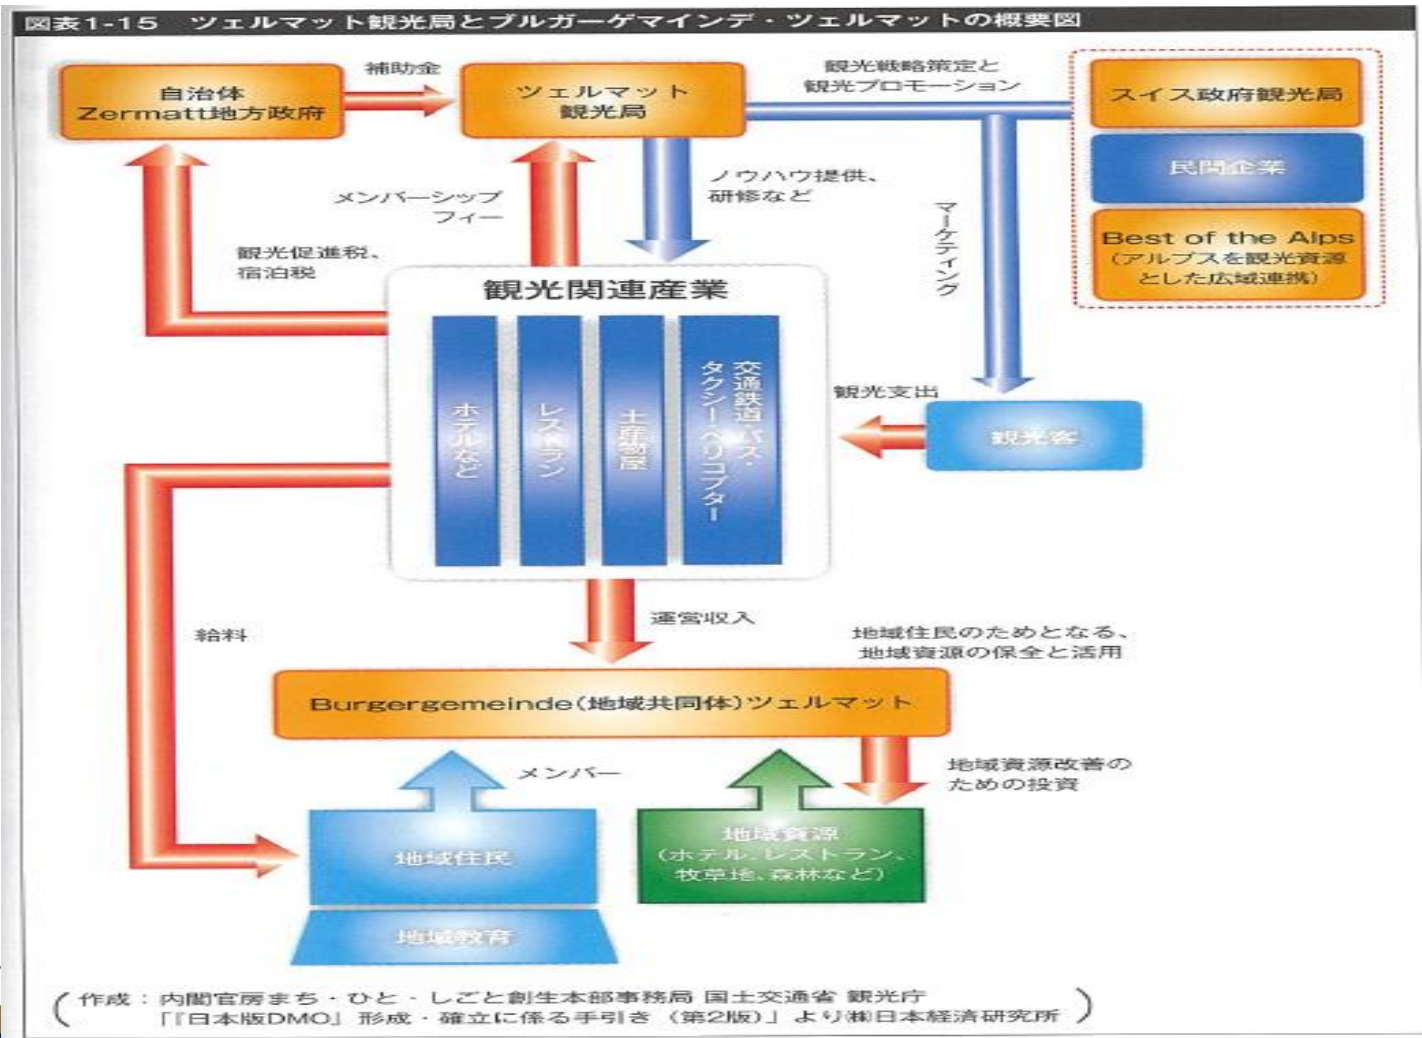 図表1-15 ツェルマット観光局とブルガーゲマインデ・ツェルマットの概要図
自治体
Zermatt地方政府
補助金
ツェルマット
観光局
観光戦略策定と
観光プロモーション
スイス政府観光局
民間企業
Best of the Alps
(アルプスを観光資源
とした広域連携)
メンバーシップ
フィー
ノウハウ提供、
研修など
マーケティング
観光促進税、
宿泊税
観光関連産業
ホテルなど
レストラン
土産物屋
交通鉄道・バス・
タクシー・ヘリコプター
観光支出
観光客
給料
運営収入
地域住民のためとなる、
地域資源の保全と活用
Burgergemeinde(地域共同体)ツェルマット
メンバー
地域資源改善の
ための投資
地域住民
地域資源
(ホテル、レストラン、
牧草地、森林など)
地域教育
(作成:内閣官房まち・ひと・しごと創生本部事務局 国土交通省 観光庁
「『日本版DMO』形成・確立に係る手引き(第2版)」より㈱日本経済研究所)